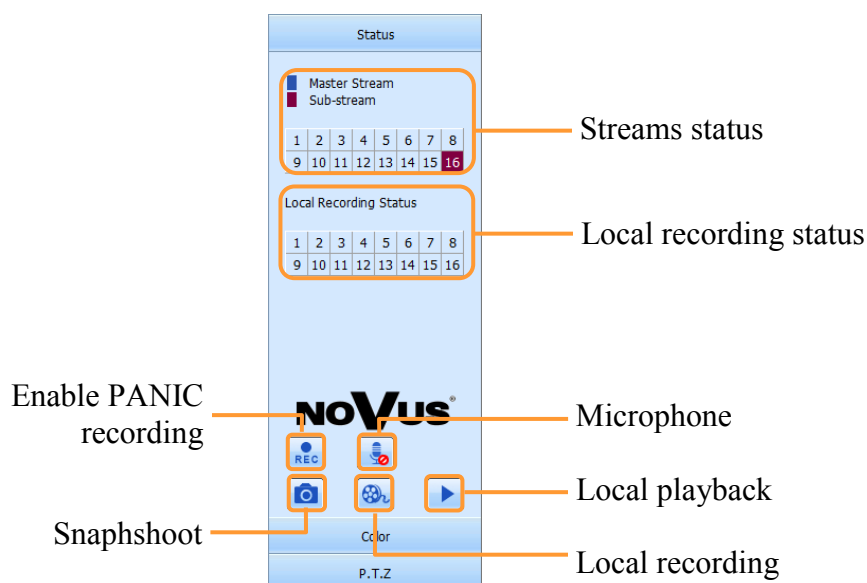 Status
Master Stream
Sub-stream
1 2 3 4 5 6 7 8
9 10 11 12 13 14 15 16
Streams status
Local Recording Status
1 2 3 4 5 6 7 8
9 10 11 12 13 14 15 16
Local recording status
Enable PANIC
recording
NOVUS®
REC
Microphone
Local playback
Snaphshoot
Color
Local recording
P.T.Z